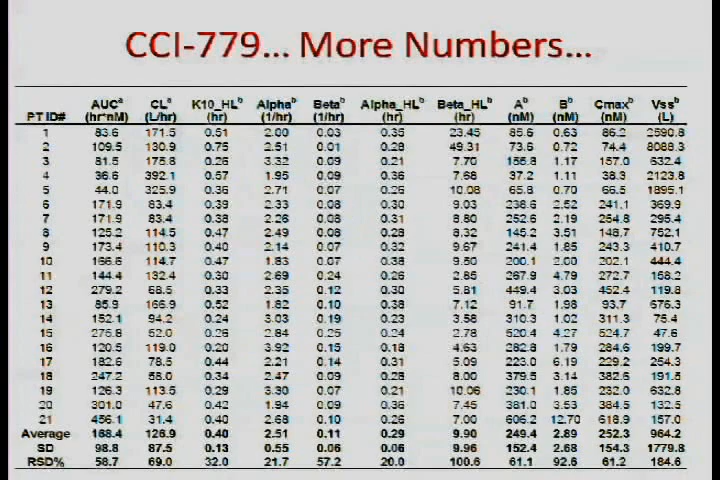 CCI-779... More Numbers...
AUCa CLa K10_HLb Alphab Betab Alpha_HLb Beta_HLb Ab Bb Cmaxb Vssb
PT ID# (hr*nM) (L/hr) (hr) (1/hr) (1/hr) (hr) (hr) (nM) (nM) (nM) (L)
1 83.6 171.5 0.51 2.00 0.03 0.35 23.45 85.6 0.63 86.2 2590.8
2 109.5 130.9 0.75 2.51 0.01 0.28 49.31 73.6 0.72 74.4 8088.3
3 81.5 175.8 0.26 3.32 0.09 0.21 7.70 155.8 1.17 157.0 632.4
4 36.6 392.1 0.57 1.95 0.09 0.36 7.68 37.2 1.11 38.3 2123.8
5 44.0 325.9 0.36 2.71 0.07 0.26 10.08 65.8 0.70 66.5 1895.1
6 171.9 83.4 0.39 2.33 0.08 0.30 9.03 238.6 2.52 241.1 369.9
7 171.9 83.4 0.38 2.26 0.08 0.31 8.80 252.6 2.19 254.8 295.4
8 125.2 114.5 0.47 2.49 0.08 0.28 8.32 145.2 3.51 148.7 752.1
9 173.4 110.3 0.40 2.14 0.07 0.32 9.67 241.4 1.85 243.3 410.7
10 166.6 114.7 0.47 1.83 0.07 0.38 9.50 200.1 2.00 202.1 444.4
11 144.4 132.4 0.30 2.69 0.24 0.26 2.85 267.9 4.79 272.7 158.2
12 279.2 68.5 0.33 2.35 0.12 0.30 5.81 449.4 3.03 452.4 119.8
13 85.9 166.9 0.52 1.82 0.10 0.38 7.12 91.7 1.98 93.7 676.3
14 152.1 94.2 0.24 3.03 0.19 0.23 3.58 310.3 1.02 311.3 75.4
15 275.8 52.0 0.26 2.84 0.25 0.24 2.78 520.4 4.27 524.7 47.6
16 120.5 119.0 0.20 3.92 0.15 0.18 4.63 282.8 1.79 284.6 199.7
17 182.6 78.5 0.44 2.21 0.14 0.31 5.09 223.0 6.19 229.2 254.3
18 247.2 58.0 0.34 2.47 0.09 0.28 8.00 379.5 3.14 382.6 191.5
19 126.3 113.5 0.29 3.30 0.07 0.21 10.06 230.1 1.85 232.0 632.8
20 301.0 47.6 0.42 1.94 0.09 0.36 7.45 381.0 3.53 384.5 132.5
21 456.1 31.4 0.40 2.68 0.10 0.26 7.00 606.2 12.70 618.9 157.0
Average 168.4 126.9 0.40 2.51 0.11 0.29 9.90 249.4 2.89 252.3 964.2
SD 98.8 87.5 0.13 0.55 0.06 0.06 9.96 152.4 2.68 154.3 1779.8
RSD% 58.7 69.0 32.0 21.7 57.2 20.0 100.6 61.1 92.6 61.2 184.6